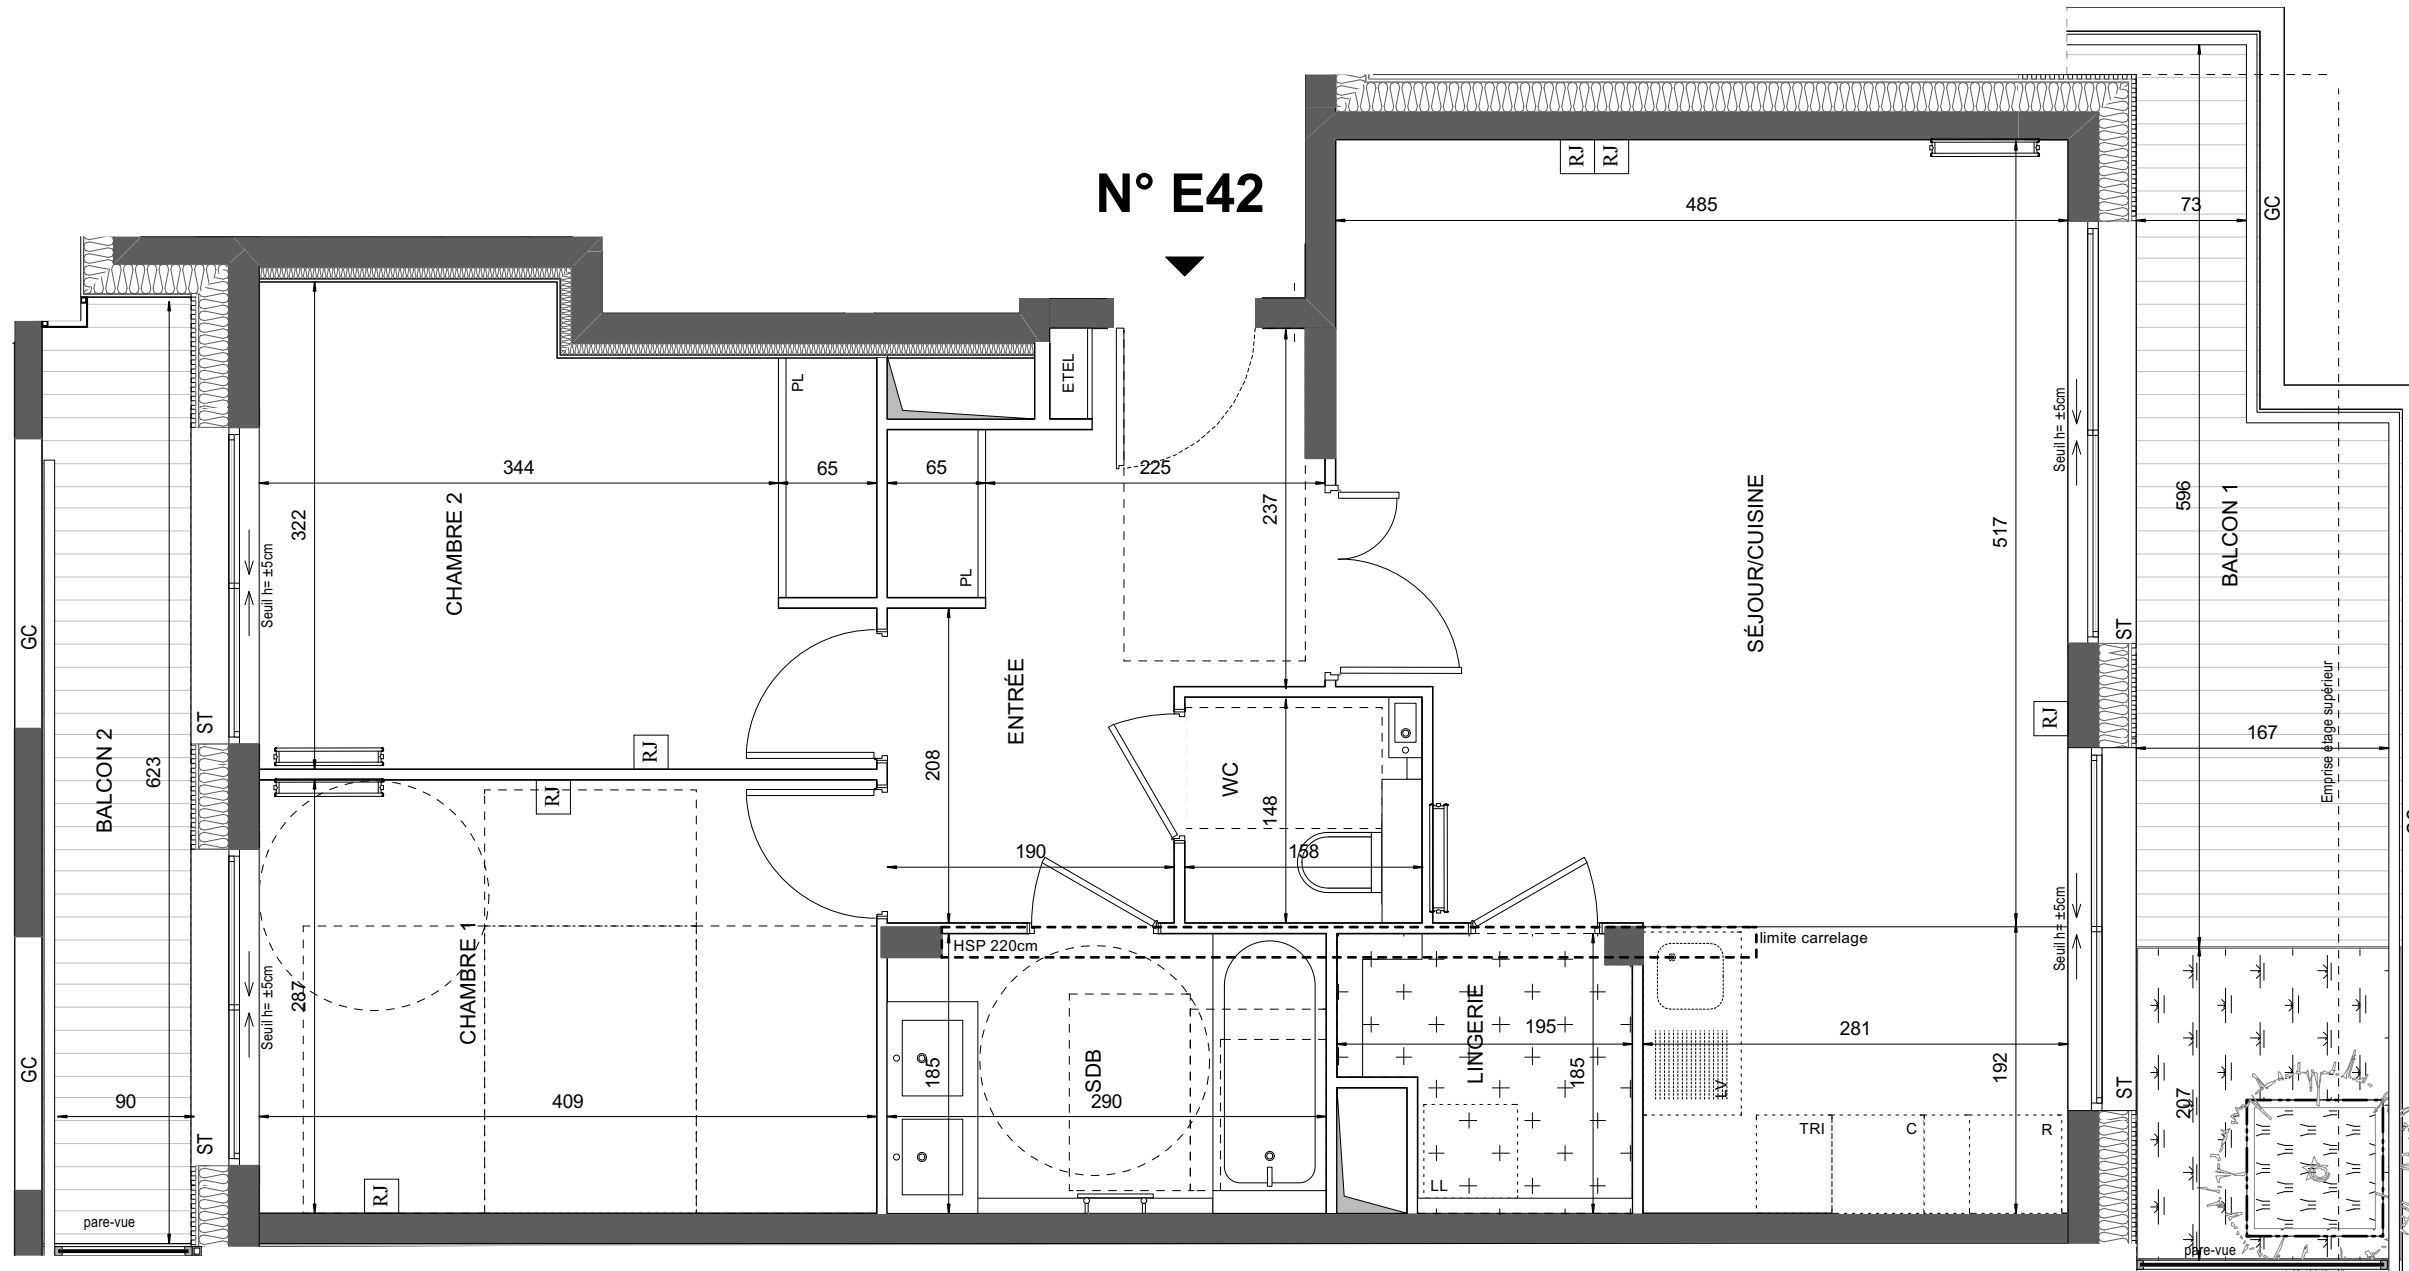 N° E42
485
73
GC
RJ
RJ
ETEL
PL
344
65
65
225
237
322
CHAMBRE 2
PL
Seuil h= ±5cm
SÉJOUR/CUISINE
517
Seuil h= ±5cm
596
BALCON 1
GC
ST
RJ
ENTRÉE
BALCON 2
623
ST
RJ
208
WC
148
RJ
167
Emprise étage supérieur
190
158
HSP 220cm
limite carrelage
CHAMBRE 1
287
Seuil h= ±5cm
Seuil h= ±5cm
LINGERIE
195
281
GC
185
SDB
185
192
LV
90
409
290
ST
207
ST
TRI
C
R
RJ
LL
pare-vue
pare-vue